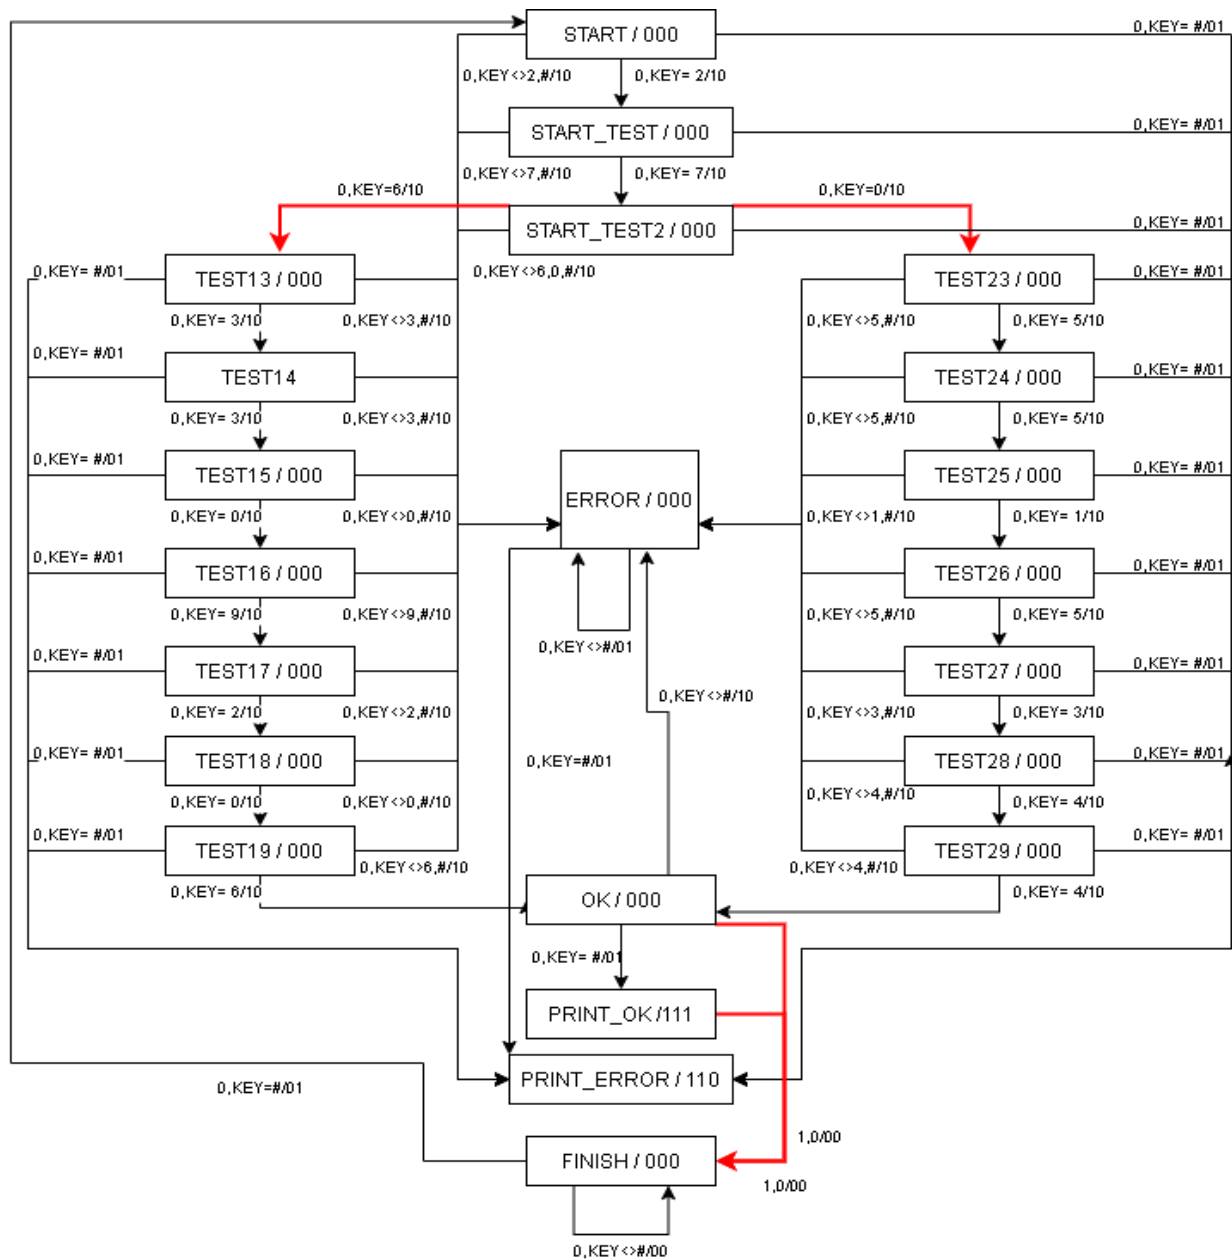 START / 000
0,KEY= #/01
0,KEY<>2,#/10
0,KEY= 2/10
START_TEST / 000
0,KEY= #/01
0,KEY<>7,#/10
0,KEY= 7/10
0,KEY=6/10
0,KEY=0/10
START_TEST2 / 000
0,KEY= #/01
0,KEY= #/01
TEST13 / 000
0,KEY<>6,0,#/10
TEST23 / 000
0,KEY= #/01
0,KEY= 3/10
0,KEY<>3,#/10
0,KEY<>5,#/10
0,KEY= 5/10
0,KEY= #/01
TEST14
TEST24 / 000
0,KEY= #/01
0,KEY= 3/10
0,KEY<>3,#/10
0,KEY<>5,#/10
0,KEY= 5/10
0,KEY= #/01
TEST15 / 000
ERROR / 000
TEST25 / 000
0,KEY= #/01
0,KEY= 0/10
0,KEY<>0,#/10
0,KEY<>1,#/10
0,KEY= 1/10
0,KEY= #/01
TEST16 / 000
TEST26 / 000
0,KEY= #/01
0,KEY= 9/10
0,KEY<>9,#/10
0,KEY<>5,#/10
0,KEY= 5/10
0,KEY<>#/01
0,KEY= #/01
TEST17 / 000
TEST27 / 000
0,KEY= #/01
0,KEY<>#/10
0,KEY= 2/10
0,KEY<>2,#/10
0,KEY<>3,#/10
0,KEY= 3/10
0,KEY= #/01
TEST18 / 000
0,KEY=#/01
TEST28 / 000
0,KEY= #/01
0,KEY= 0/10
0,KEY<>0,#/10
0,KEY<>4,#/10
0,KEY= 4/10
0,KEY= #/01
TEST19 / 000
TEST29 / 000
0,KEY= #/01
0,KEY= 6/10
0,KEY<>6,#/10
0,KEY<>4,#/10
0,KEY= 4/10
OK / 000
0,KEY= #/01
PRINT_OK /111
PRINT_ERROR / 110
0,KEY=#/01
1,0/00
FINISH / 000
1,0/00
0,KEY<>#/00